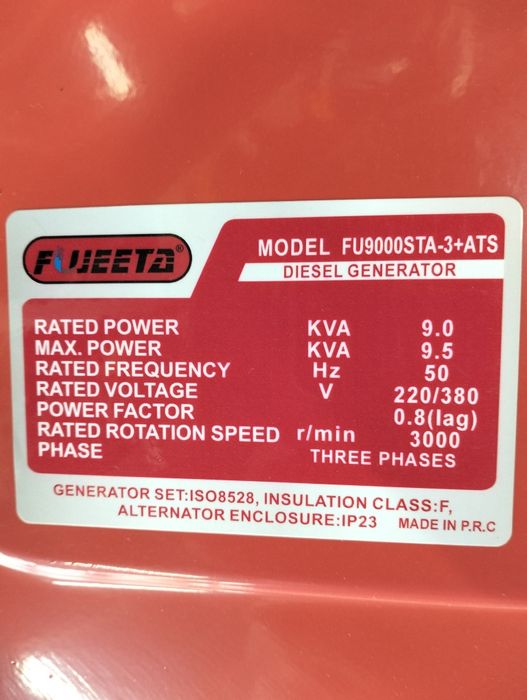 FUJEETA®
MODEL FU9000STA-3+ATS
DIESEL GENERATOR
RATED POWER KVA 9.0
MAX. POWER KVA 9.5
RATED FREQUENCY Hz 50
RATED VOLTAGE V 220/380
POWER FACTOR 0.8(lag)
RATED ROTATION SPEED r/min 3000
PHASE THREE PHASES
GENERATOR SET:ISO8528, INSULATION CLASS:F,
ALTERNATOR ENCLOSURE:IP23 MADE IN P.R.C